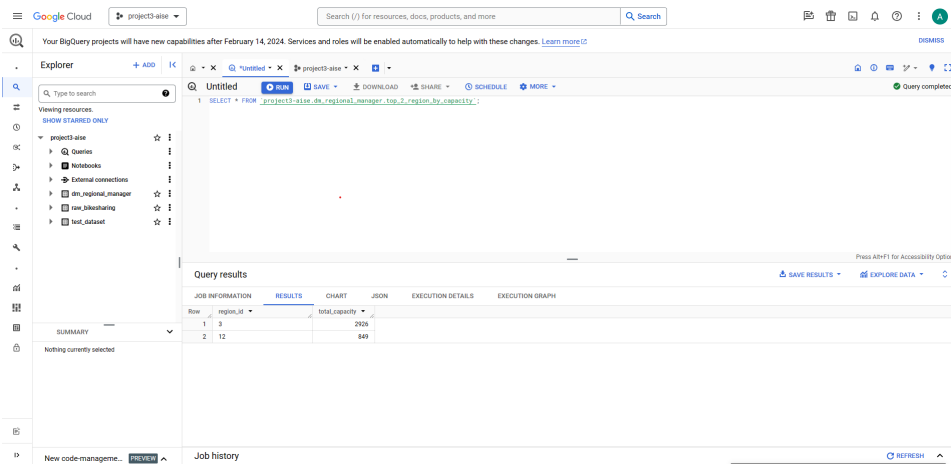 Google Cloud
project3-aise
Search (/) for resources, docs, products, and more
Search
A
Your BigQuery projects will have new capabilities after February 14, 2024. Services and roles will be enabled automatically to help with these changes. Learn more
DISMISS
Explorer
+ ADD
*Untitled
project3-aise
Untitled
RUN
SAVE
DOWNLOAD
SHARE
SCHEDULE
MORE
Query completed
Type to search
Viewing resources.
SHOW STARRED ONLY
project3-aise
Queries
Notebooks
External connections
dm_regional_manager
raw_bikesharing
test_dataset
1 SELECT * FROM `project3-aise.dm_regional_manager.top_2_region_by_capacity`;
Press Alt+F1 for Accessibility Optio
Query results
SAVE RESULTS
EXPLORE DATA
JOB INFORMATION
RESULTS
CHART
JSON
EXECUTION DETAILS
EXECUTION GRAPH
Row region_id total_capacity
1 3 2926
2 12 849
SUMMARY
Nothing currently selected
New code-manageme... PREVIEW
Job history
REFRESH